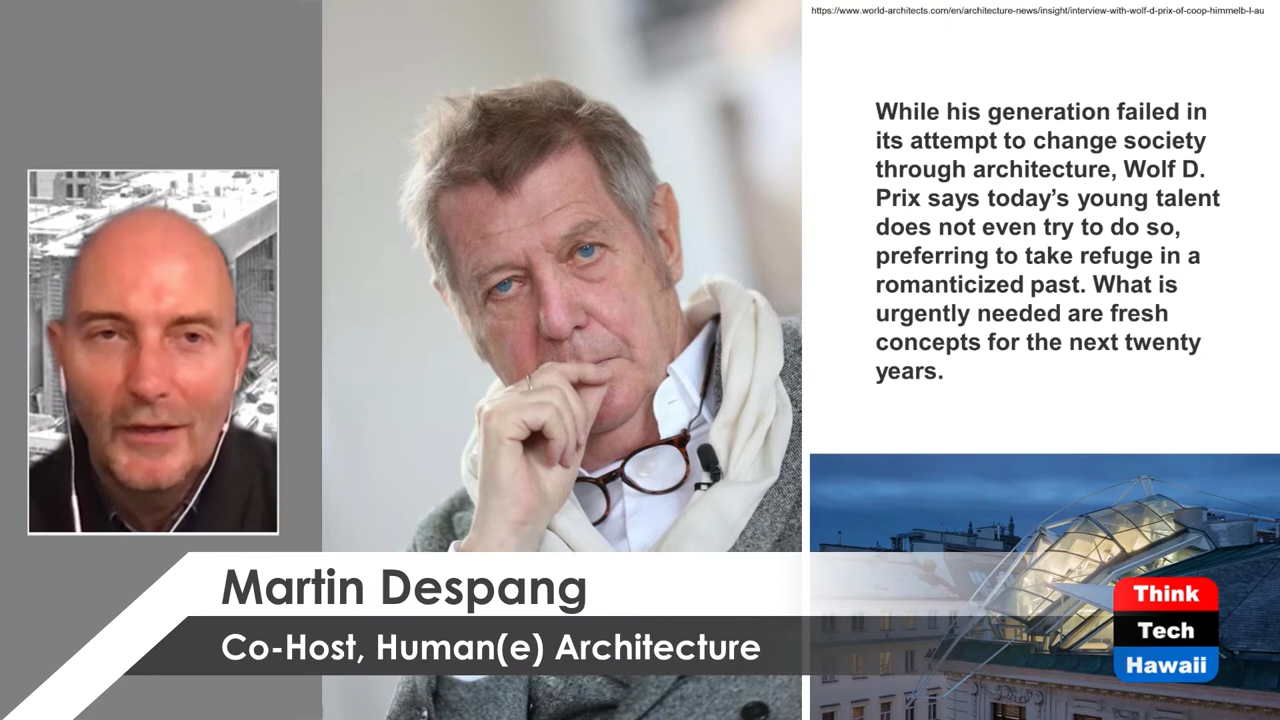 https://www.world-architects.com/en/architecture-news/insight/interview-with-wolf-d-prix-of-coop-himmelb-l-au
While his generation failed in
its attempt to change society
through architecture, Wolf D.
Prix says today’s young talent
does not even try to do so,
preferring to take refuge in a
romanticized past. What is
urgently needed are fresh
concepts for the next twenty
years.
Martin Despang
Co-Host, Human(e) Architecture
Think
Tech
Hawaii